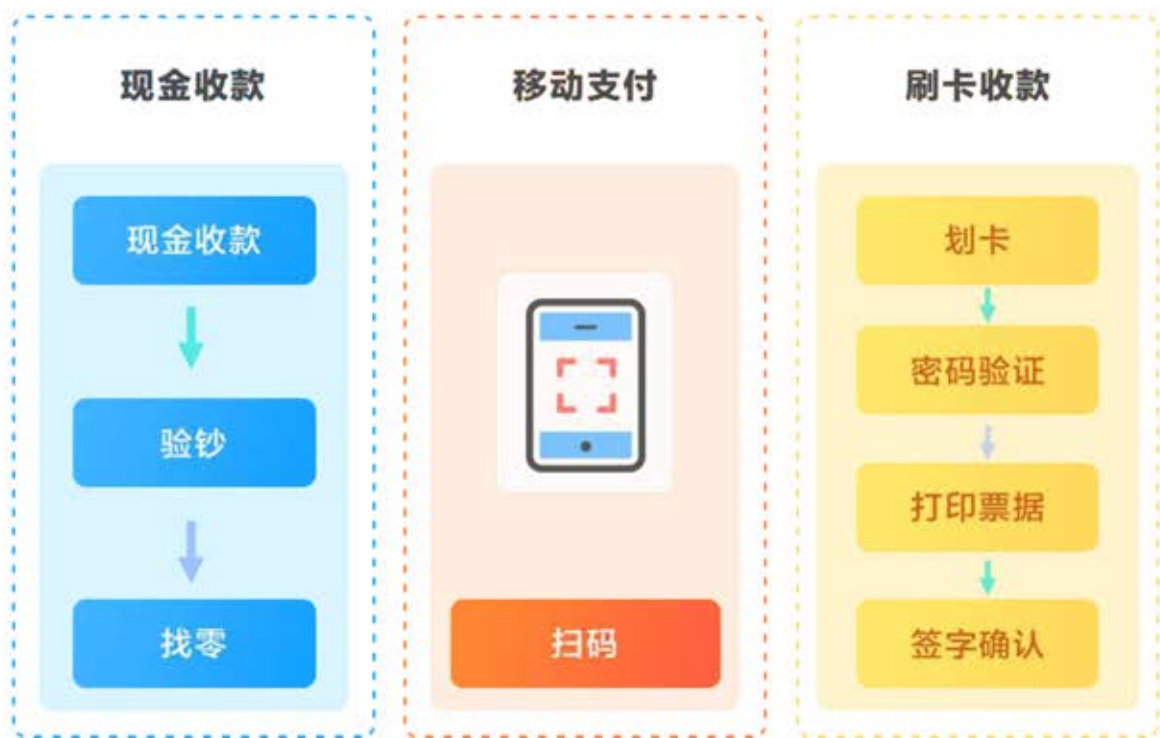 现金收款
移动支付
刷卡收款
现金收款
验钞
找零
扫码
划卡
密码验证
打印票据
签字确认